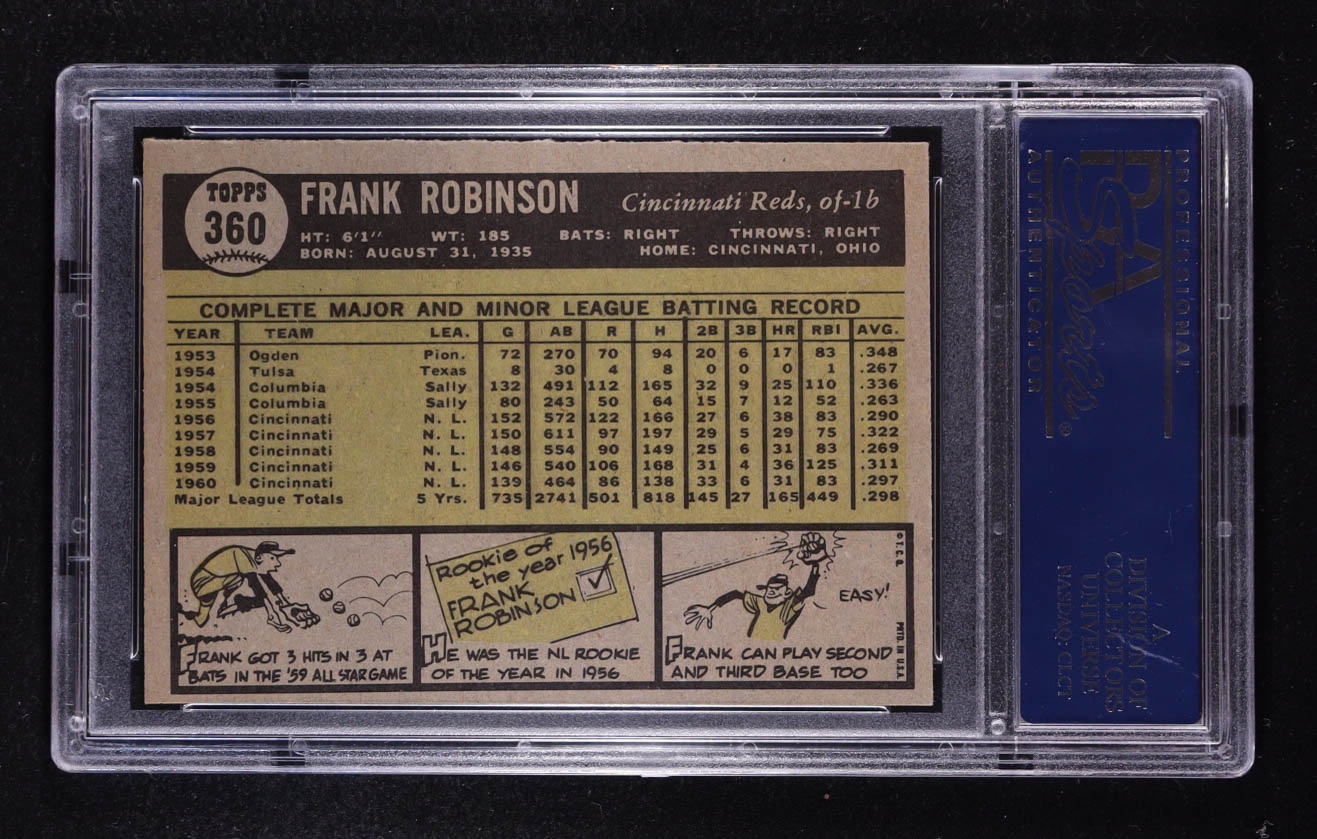 TOPPS
360
FRANK ROBINSON
Cincinnati Reds, of-1b
HT: 6'1" WT: 185 BATS: RIGHT THROWS: RIGHT
BORN: AUGUST 31, 1935 HOME: CINCINNATI, OHIO
COMPLETE MAJOR AND MINOR LEAGUE BATTING RECORD
YEAR TEAM LEA. G AB R H 2B 3B HR RBI AVG.
1953 Ogden Pion. 72 270 70 94 20 6 17 83 .348
1954 Tulsa Texas 8 30 4 8 0 0 0 1 .267
1954 Columbia Sally 132 491 112 165 32 9 25 110 .336
1955 Columbia Sally 80 243 50 64 15 7 12 52 .263
1956 Cincinnati N. L. 152 572 122 166 27 6 38 83 .290
1957 Cincinnati N. L. 150 611 97 197 29 5 29 75 .322
1958 Cincinnati N. L. 148 554 90 149 25 6 31 83 .269
1959 Cincinnati N. L. 146 540 106 168 31 4 36 125 .311
1960 Cincinnati N. L. 139 464 86 138 33 6 31 83 .297
Major League Totals 5 Yrs. 735 2741 501 818 145 27 165 449 .298
FRANK GOT 3 HITS IN 3 AT
BATS IN THE '59 ALL STAR GAME
Rookie of
the year 1956
FRANK
ROBINSON
HE WAS THE NL ROOKIE
OF THE YEAR IN 1956
EASY!
FRANK CAN PLAY SECOND
AND THIRD BASE TOO
©T.C.G. PRTD. IN U.S.A.
PROFESSIONAL
PSA
Sports
AUTHENTICATOR
®
A
DIVISION OF
COLLECTORS
UNIVERSE
NASDAQ: CLCT